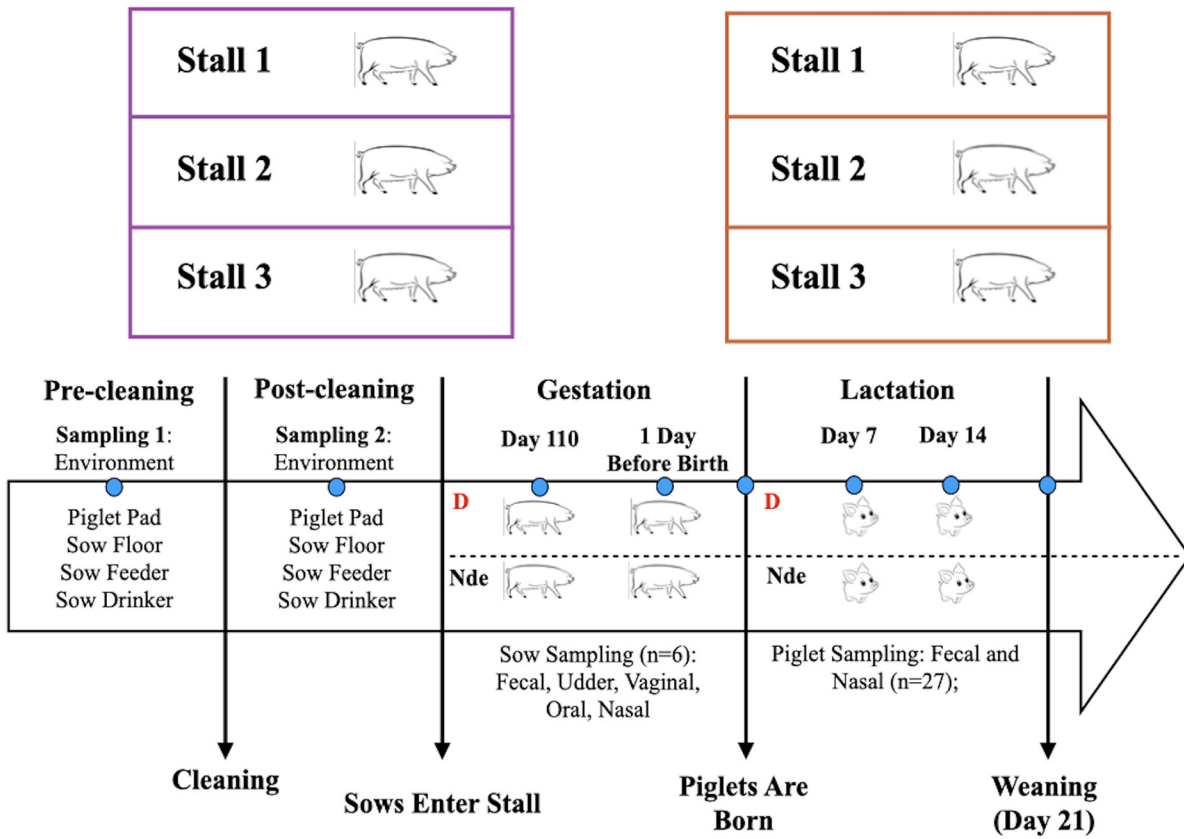 Stall 1
Stall 2
Stall 3
Stall 1
Stall 2
Stall 3
Pre-cleaning
Sampling 1:
Environment
Piglet Pad
Sow Floor
Sow Feeder
Sow Drinker
Cleaning
Post-cleaning
Sampling 2:
Environment
Piglet Pad
Sow Floor
Sow Feeder
Sow Drinker
Sows Enter Stall
Gestation
Day 110
1 Day
Before Birth
D
Nde
Sow Sampling (n=6):
Fecal, Udder, Vaginal,
Oral, Nasal
Piglets Are
Born
Lactation
Day 7
Day 14
D
Nde
Piglet Sampling: Fecal and
Nasal (n=27);
Weaning
(Day 21)